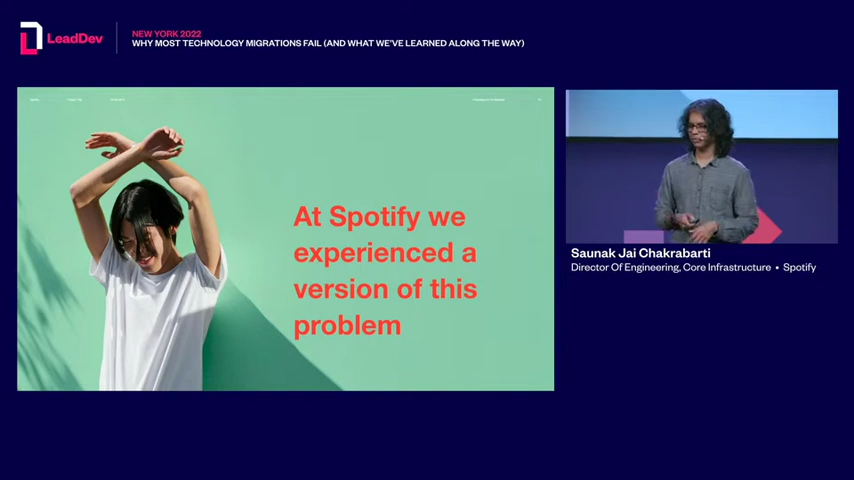 LeadDev
NEW YORK 2022
WHY MOST TECHNOLOGY MIGRATIONS FAIL (AND WHAT WE'VE LEARNED ALONG THE WAY)
At Spotify we
experienced a
version of this
problem
Saunak Jai Chakrabarti
Director Of Engineering, Core Infrastructure • Spotify